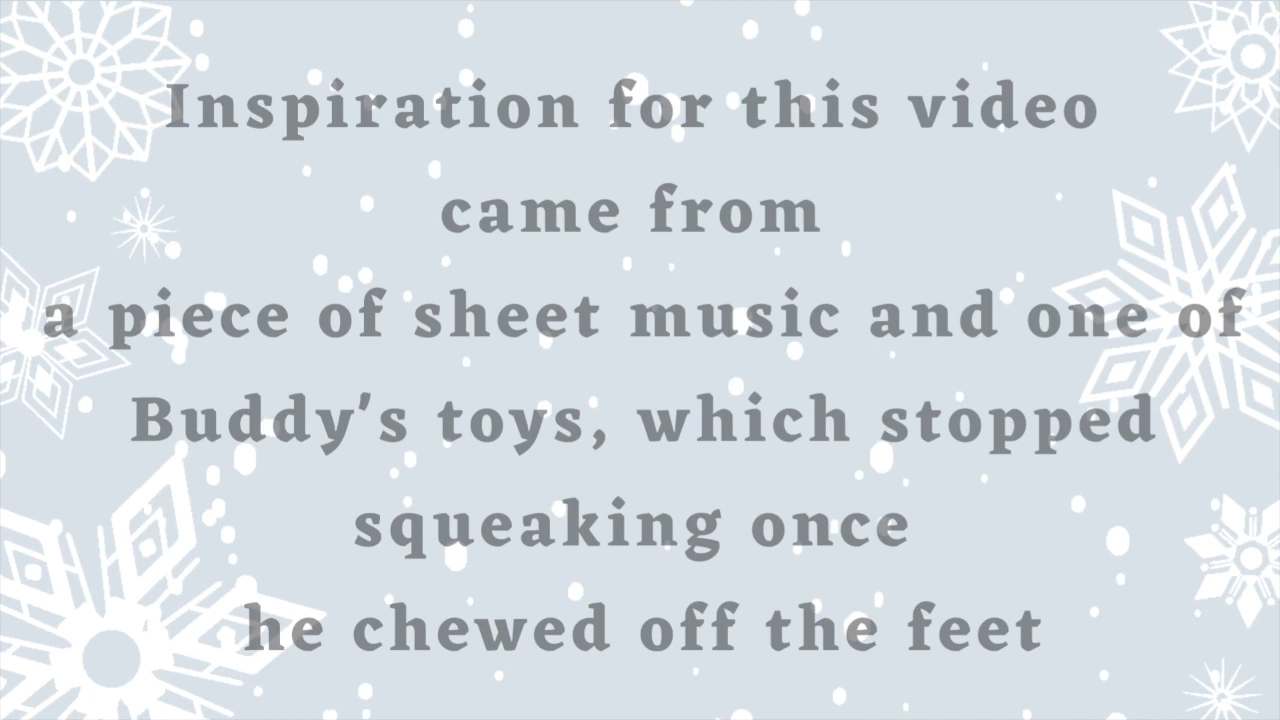 Inspiration for this video
came from
a piece of sheet music and one of
Buddy's toys, which stopped
squeaking once
he chewed off the feet